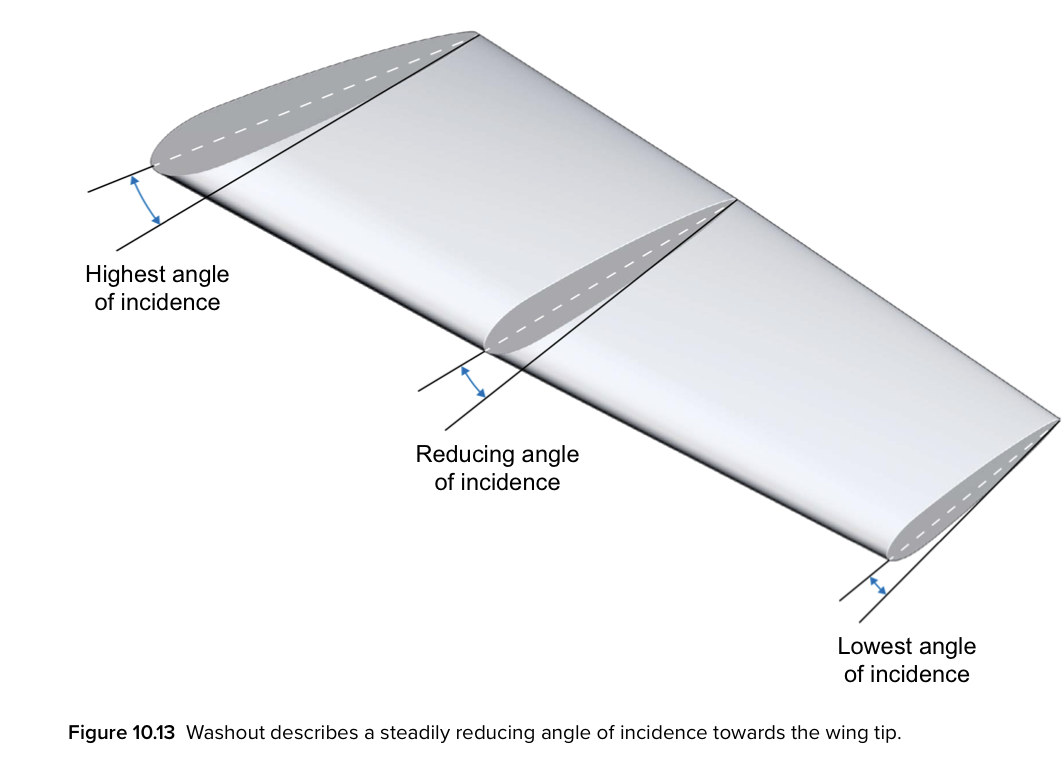 Highest angle
of incidence
Reducing angle
of incidence
Lowest angle
of incidence
Figure 10.13 Washout describes a steadily reducing angle of incidence towards the wing tip.